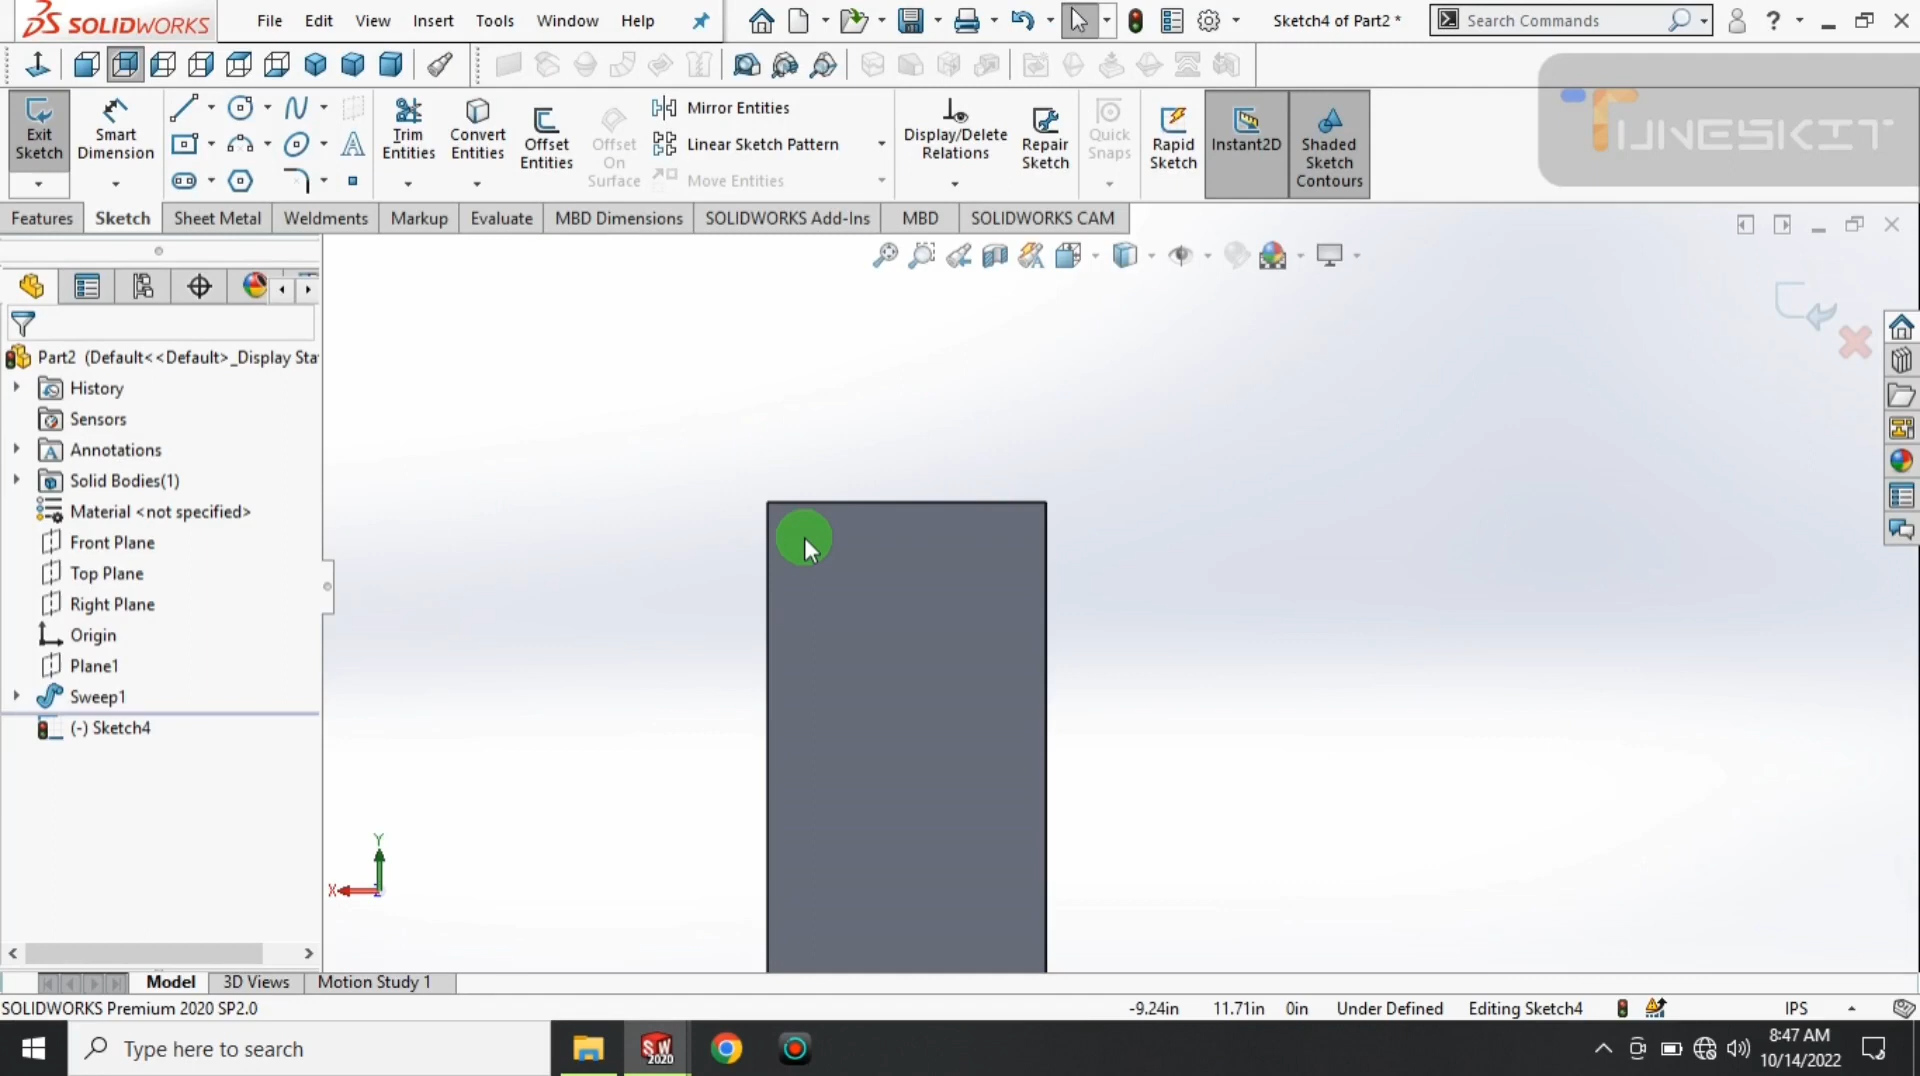 SOLIDWORKS
File Edit View Insert Tools Window Help
Sketch4 of Part2 *
Search Commands
Exit Sketch
Smart Dimension
Trim Entities
Convert Entities
Offset Entities
Offset On Surface
Mirror Entities
Linear Sketch Pattern
Move Entities
Display/Delete Relations
Repair Sketch
Quick Snaps
Rapid Sketch
Instant2D
Shaded Sketch Contours
TUNESKIT
Features Sketch Sheet Metal Weldments Markup Evaluate MBD Dimensions SOLIDWORKS Add-Ins MBD SOLIDWORKS CAM
Part2 (Default<<Default>_Display Sta
History
Sensors
Annotations
Solid Bodies(1)
Material <not specified>
Front Plane
Top Plane
Right Plane
Origin
Plane1
Sweep1
(-) Sketch4
Y
X
Z
Model 3D Views Motion Study 1
SOLIDWORKS Premium 2020 SP2.0
-9.24in 11.71in 0in Under Defined Editing Sketch4 IPS
Type here to search
SW 2020
8:47 AM
10/14/2022